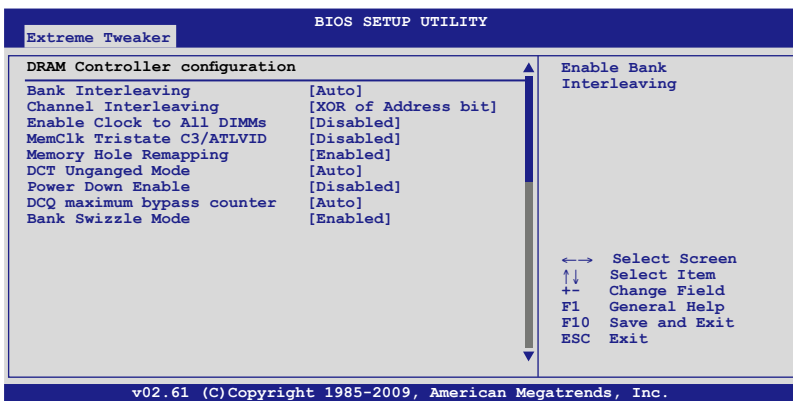 BIOS SETUP UTILITY
Extreme Tweaker
DRAM Controller configuration
Bank Interleaving [Auto]
Channel Interleaving [XOR of Address bit]
Enable Clock to All DIMMs [Disabled]
MemClk Tristate C3/ATLVID [Disabled]
Memory Hole Remapping [Enabled]
DCT Unganged Mode [Auto]
Power Down Enable [Disabled]
DCQ maximum bypass counter [Auto]
Bank Swizzle Mode [Enabled]
Enable Bank
Interleaving
←→ Select Screen
↑↓ Select Item
+- Change Field
F1 General Help
F10 Save and Exit
ESC Exit
v02.61 (C)Copyright 1985-2009, American Megatrends, Inc.